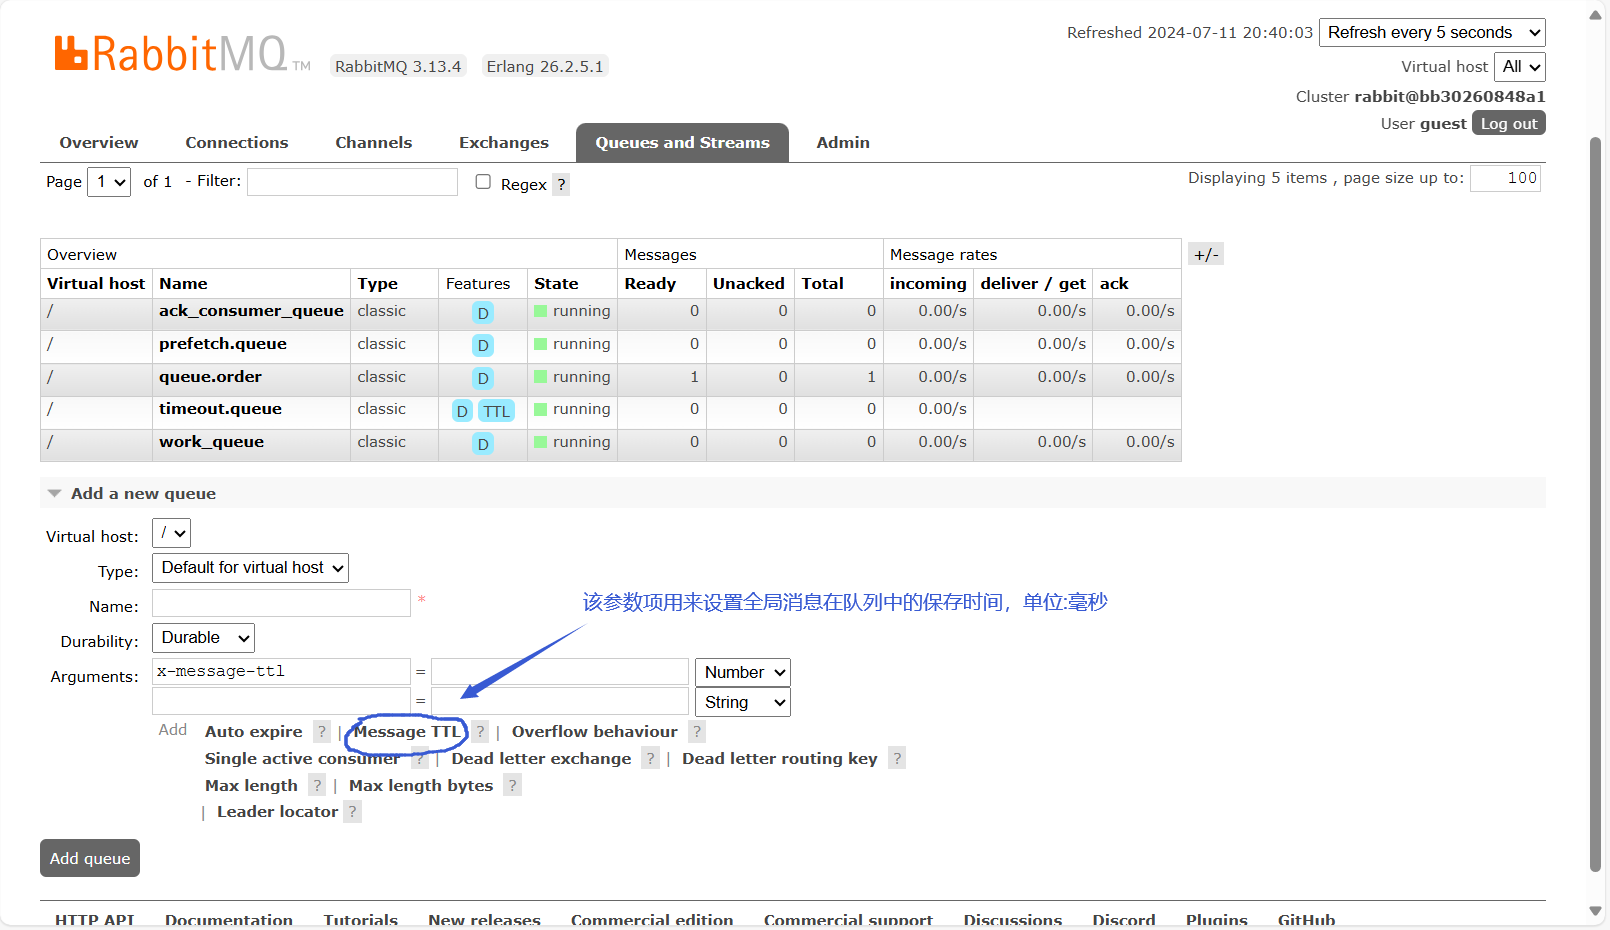 Refreshed 2024-07-11 20:40:03 Refresh every 5 seconds
RabbitMQ TM RabbitMQ 3.13.4 Erlang 26.2.5.1
Virtual host All
Cluster rabbit@bb30260848a1
User guest Log out
Overview Connections Channels Exchanges Queues and Streams Admin
Page 1 of 1 - Filter: Regex ? Displaying 5 items , page size up to: 100
Overview Messages Message rates +/-
Virtual host Name Type Features State Ready Unacked Total incoming deliver / get ack
/ ack_consumer_queue classic D running 0 0 0 0.00/s 0.00/s 0.00/s
/ prefetch.queue classic D running 0 0 0 0.00/s 0.00/s 0.00/s
/ queue.order classic D running 1 0 1 0.00/s 0.00/s 0.00/s
/ timeout.queue classic D TTL running 0 0 0 0.00/s
/ work_queue classic D running 0 0 0 0.00/s 0.00/s 0.00/s
Add a new queue
Virtual host: /
Type: Default for virtual host
Name: *
该参数项用来设置全局消息在队列中的保存时间，单位:毫秒
Durability: Durable
Arguments: x-message-ttl = Number
= String
Add Auto expire ? | Message TTL ? | Overflow behaviour ?
Single active consumer ? | Dead letter exchange ? | Dead letter routing key ?
Max length ? | Max length bytes ?
| Leader locator ?
Add queue
HTTP API Documentation Tutorials New releases Commercial edition Commercial support Discussions Discord Plugins GitHub